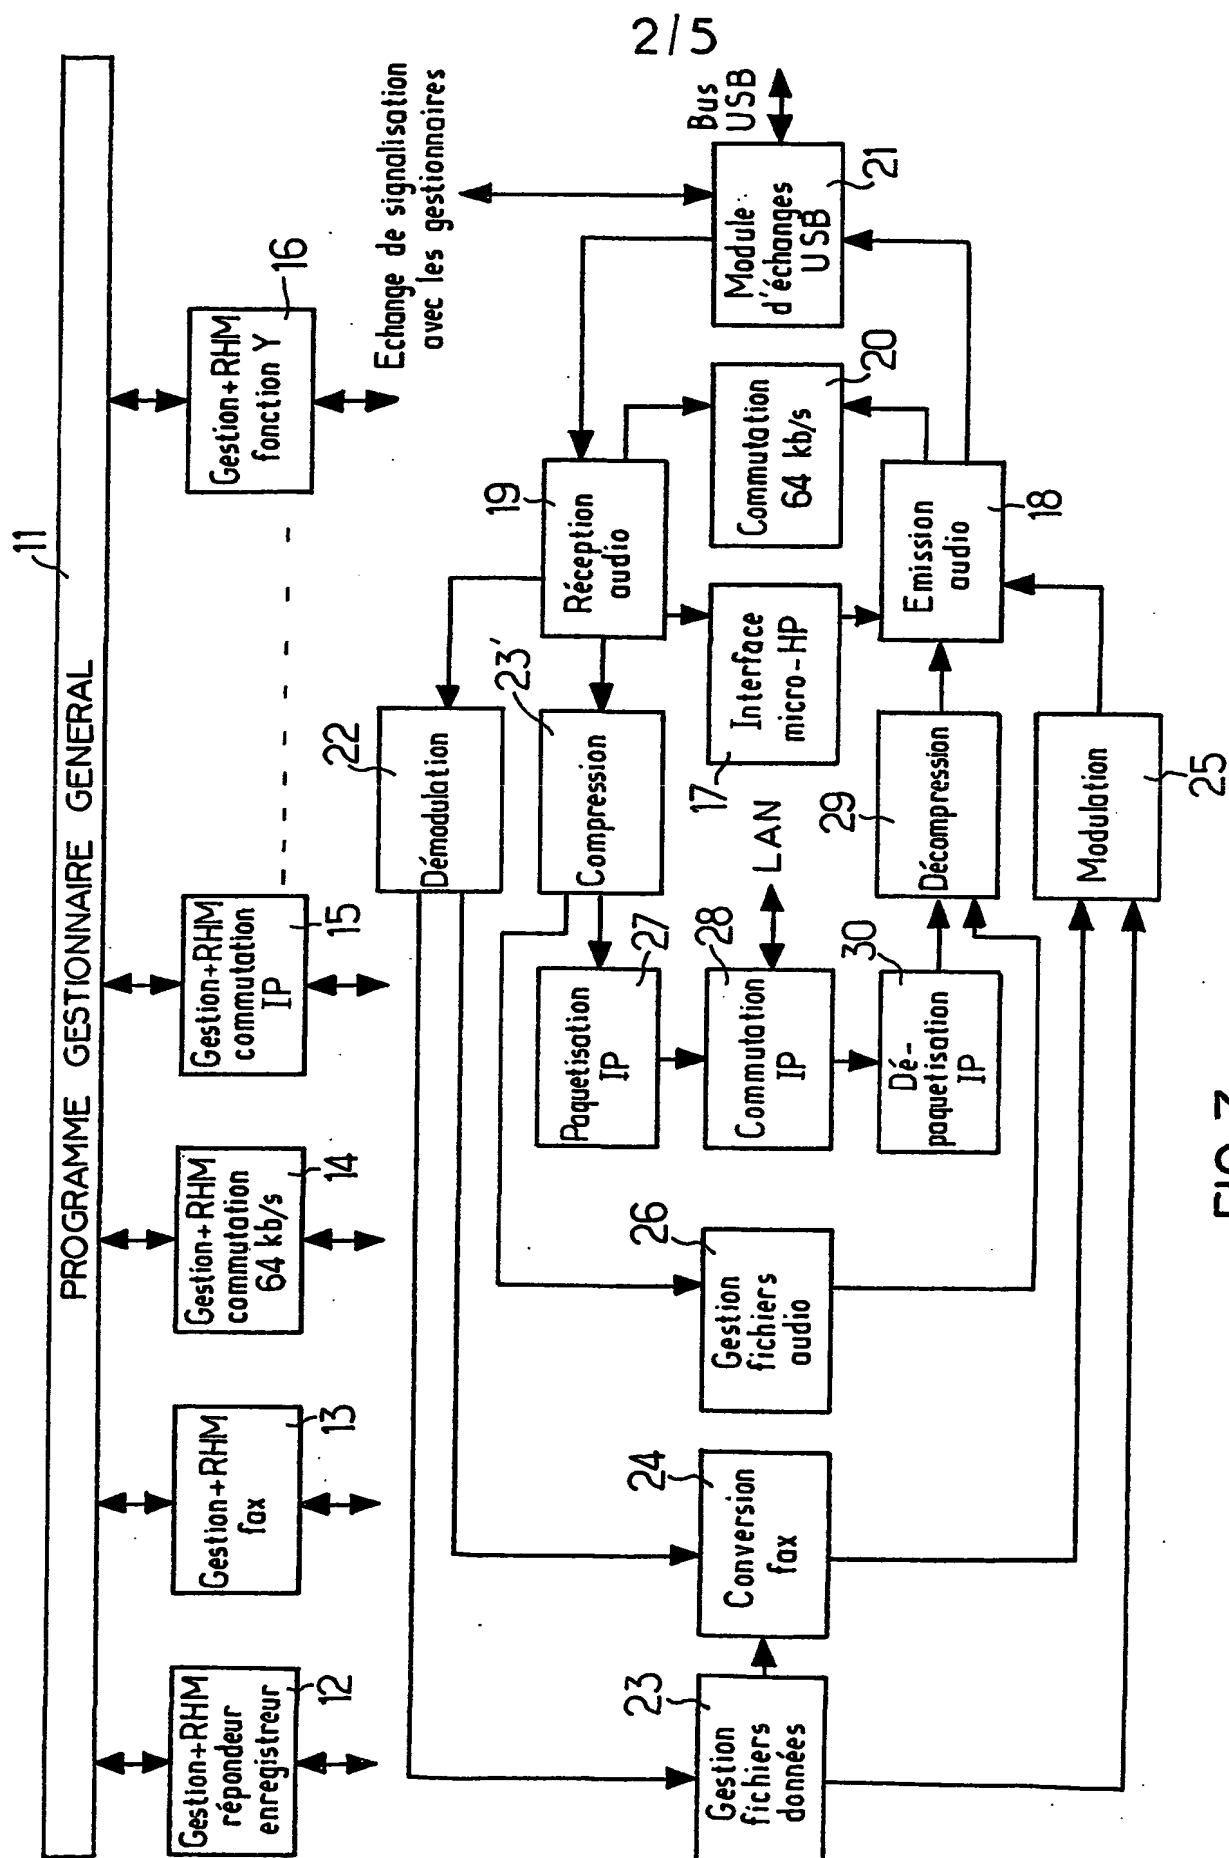 2/5
11
PROGRAMME GESTIONNAIRE GENERAL
Gestion+RHM
répondeur
enregistreur
12
Gestion+RHM
fax
13
Gestion+RHM
commutation
64 kb/s
14
Gestion+RHM
commutation
IP
15
Gestion+RHM
fonction Y
16
Echange de signalisation
avec les gestionnaires
22
Démodulation
23'
Compression
19
Réception
audio
Bus
USB
Module
d'échanges
USB
21
Commutation
64 kb/s
20
Interface
micro-HP
17
LAN
Paquetisation
IP
27
Commutation
IP
28
Dé-
paquetisation
IP
30
Décompression
29
Emission
audio
18
Modulation
25
Gestion
fichiers
audio
26
Conversion
fax
24
Gestion
fichiers
données
23